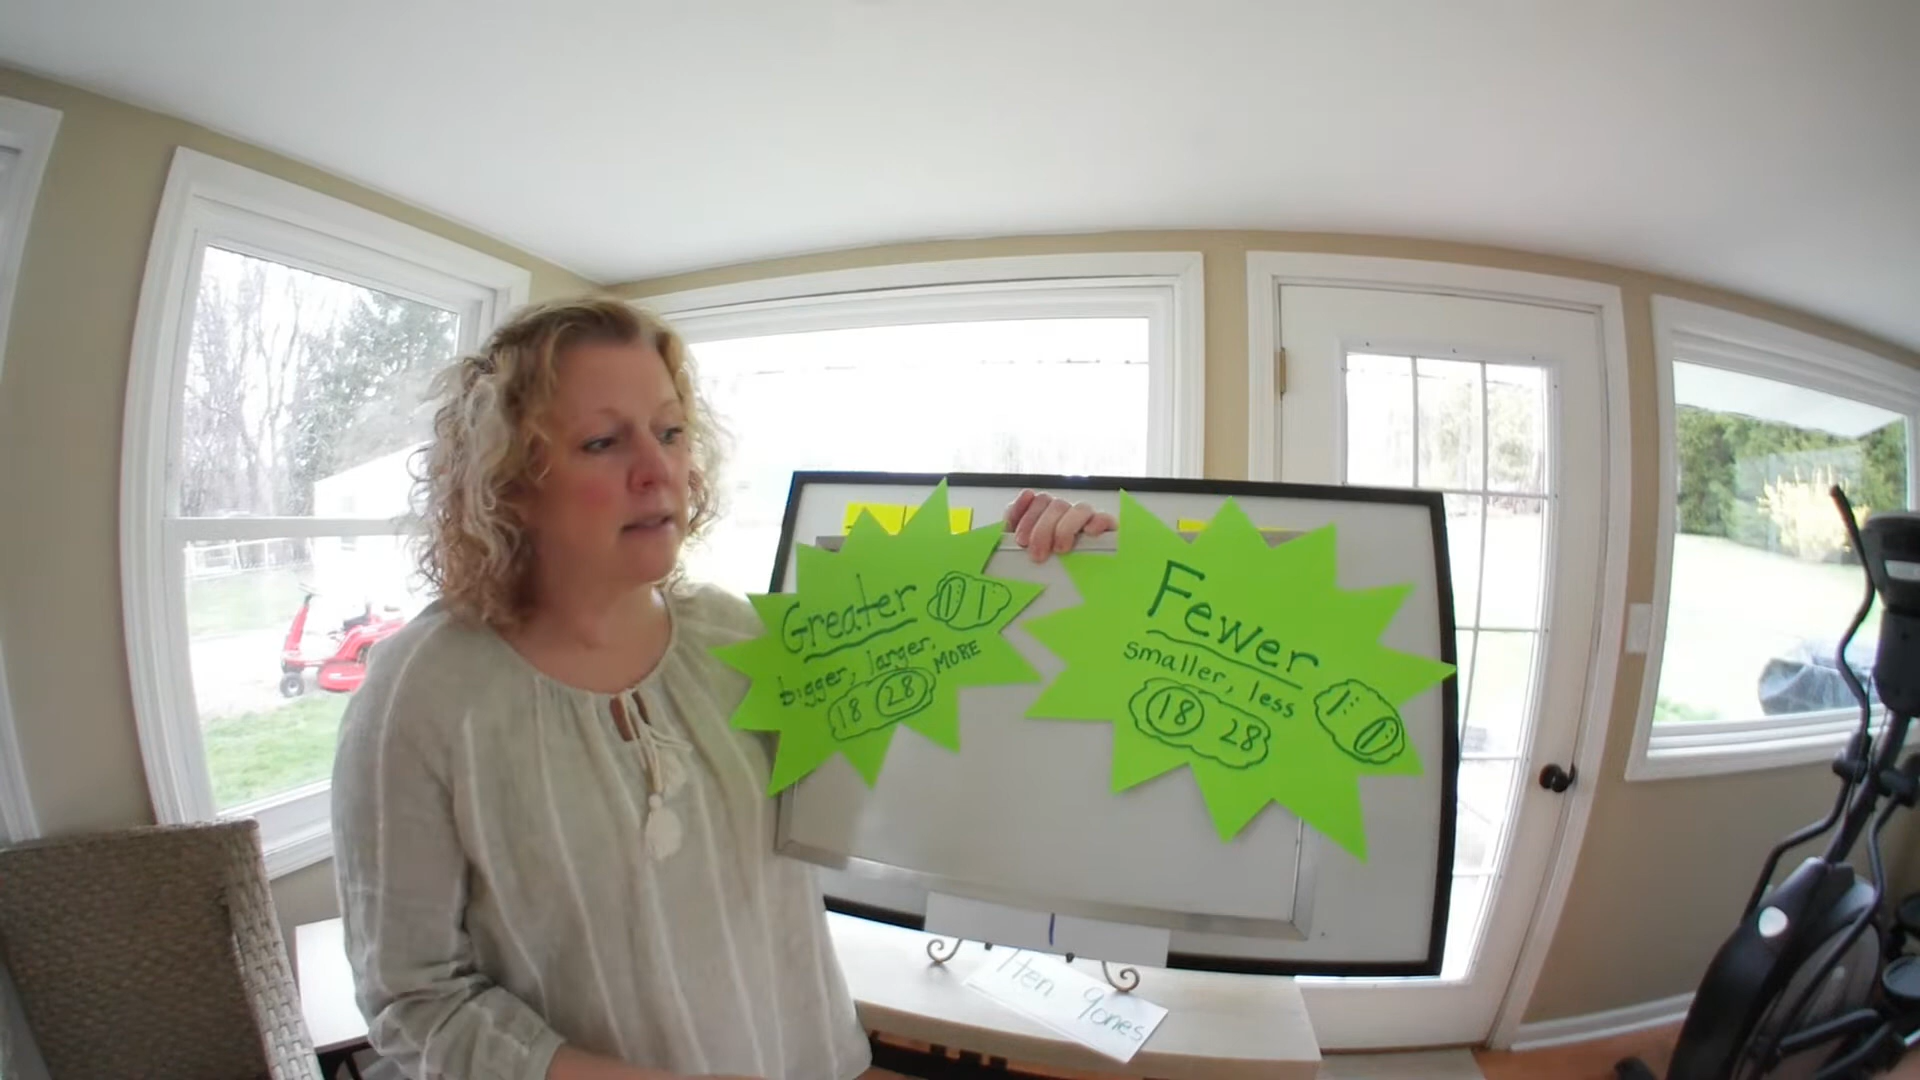 Greater
bigger, larger, MORE
18 28
Fewer
smaller, less
18 28
1ten 9ones